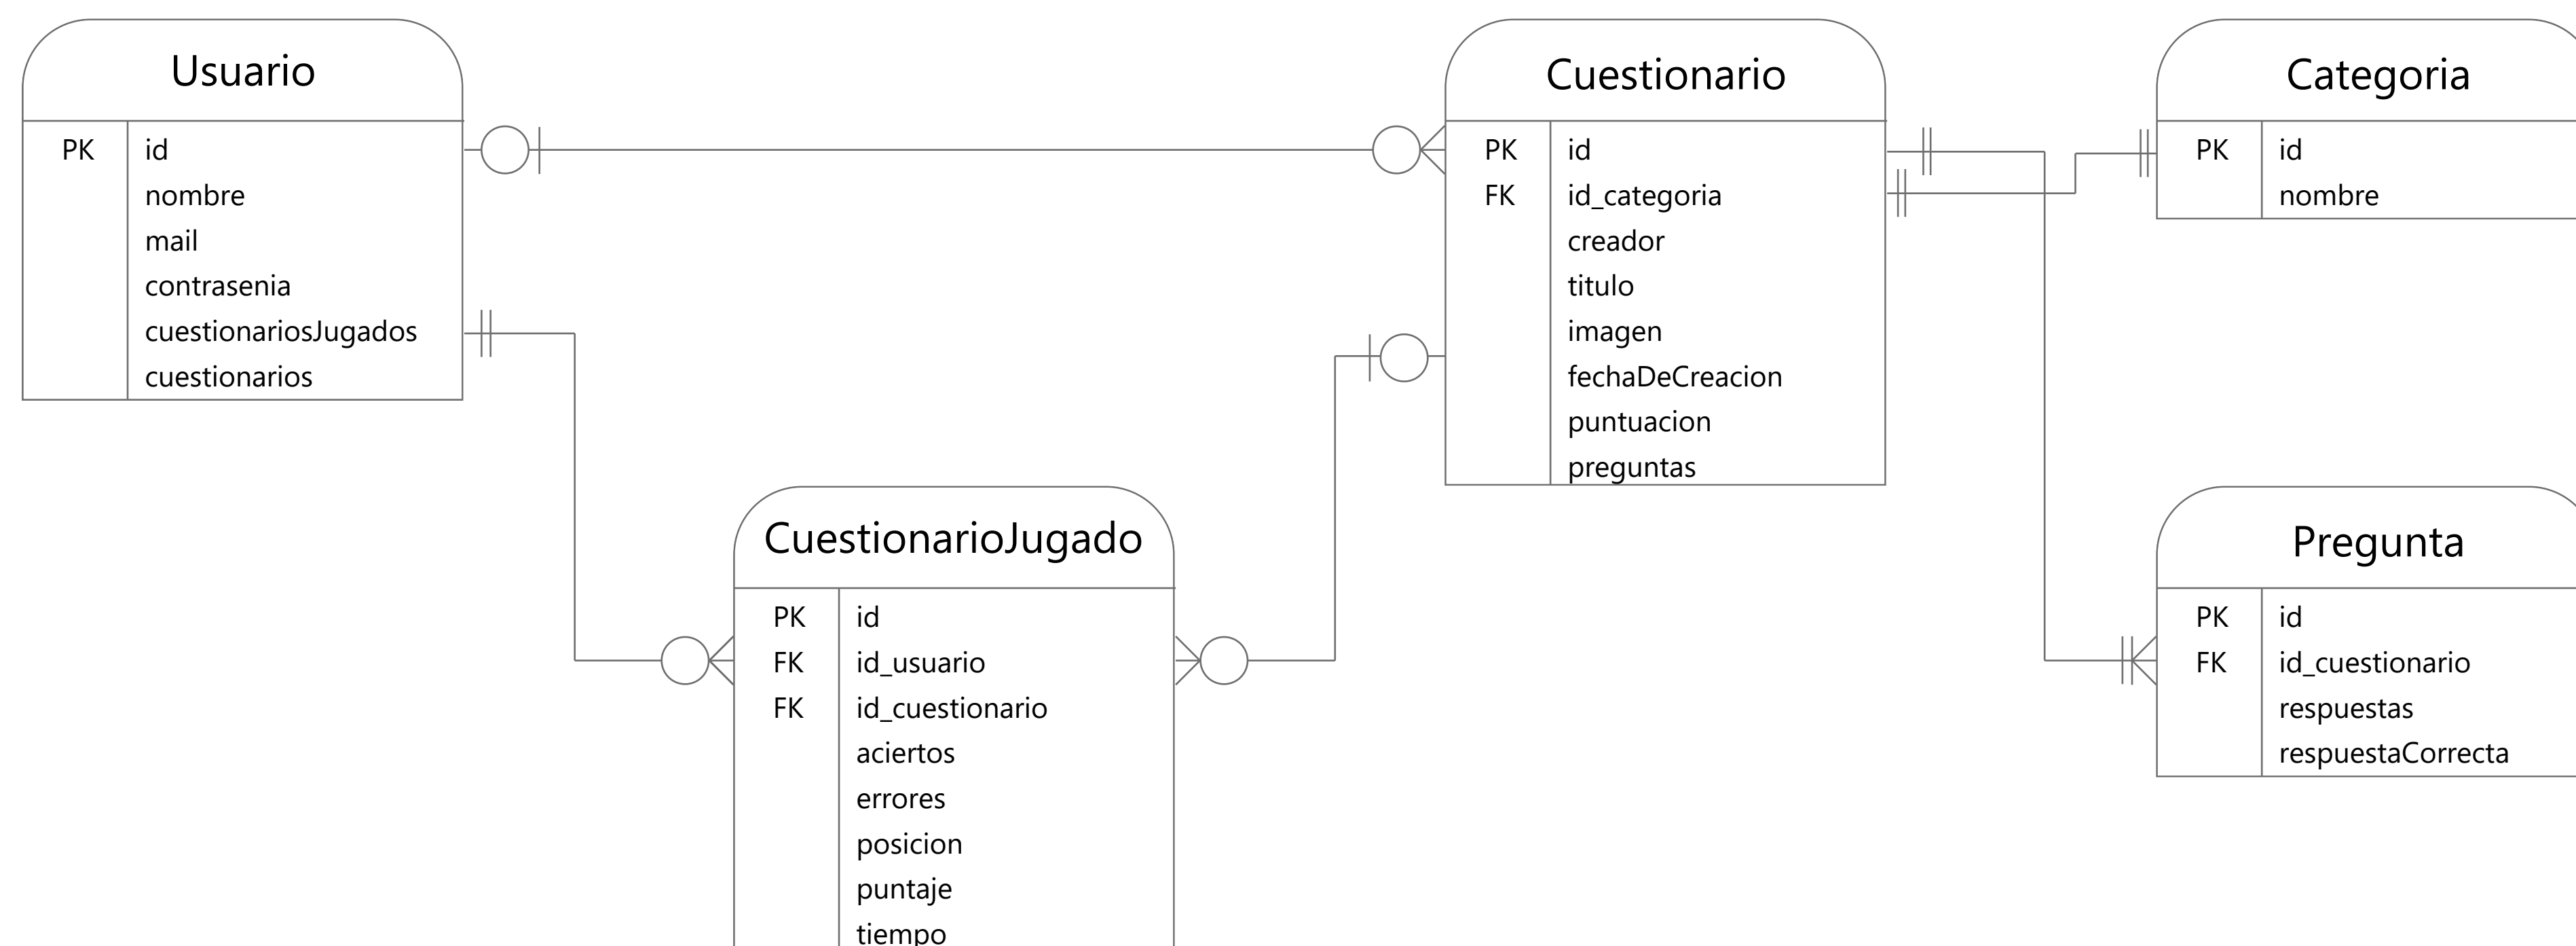 Usuario
PK id
nombre
mail
contrasenia
cuestionariosJugados
cuestionarios
Cuestionario
PK id
FK id_categoria
creador
titulo
imagen
fechaDeCreacion
puntuacion
preguntas
Categoria
PK id
nombre
CuestionarioJugado
PK id
FK id_usuario
FK id_cuestionario
aciertos
errores
posicion
puntaje
tiempo
Pregunta
PK id
FK id_cuestionario
respuestas
respuestaCorrecta